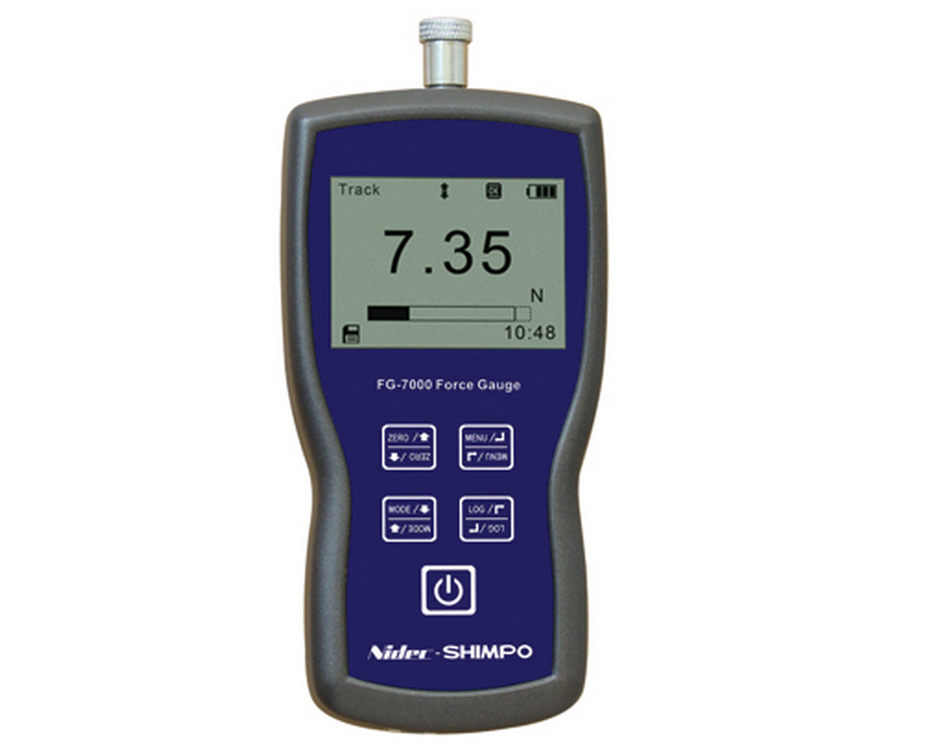 Track
7.35
N
10:48
FG-7000 Force Gauge
ZERO / MENU /
/ ZERO / MENU
MODE / LOG /
/ MODE / LOG
Nidec-SHIMPO